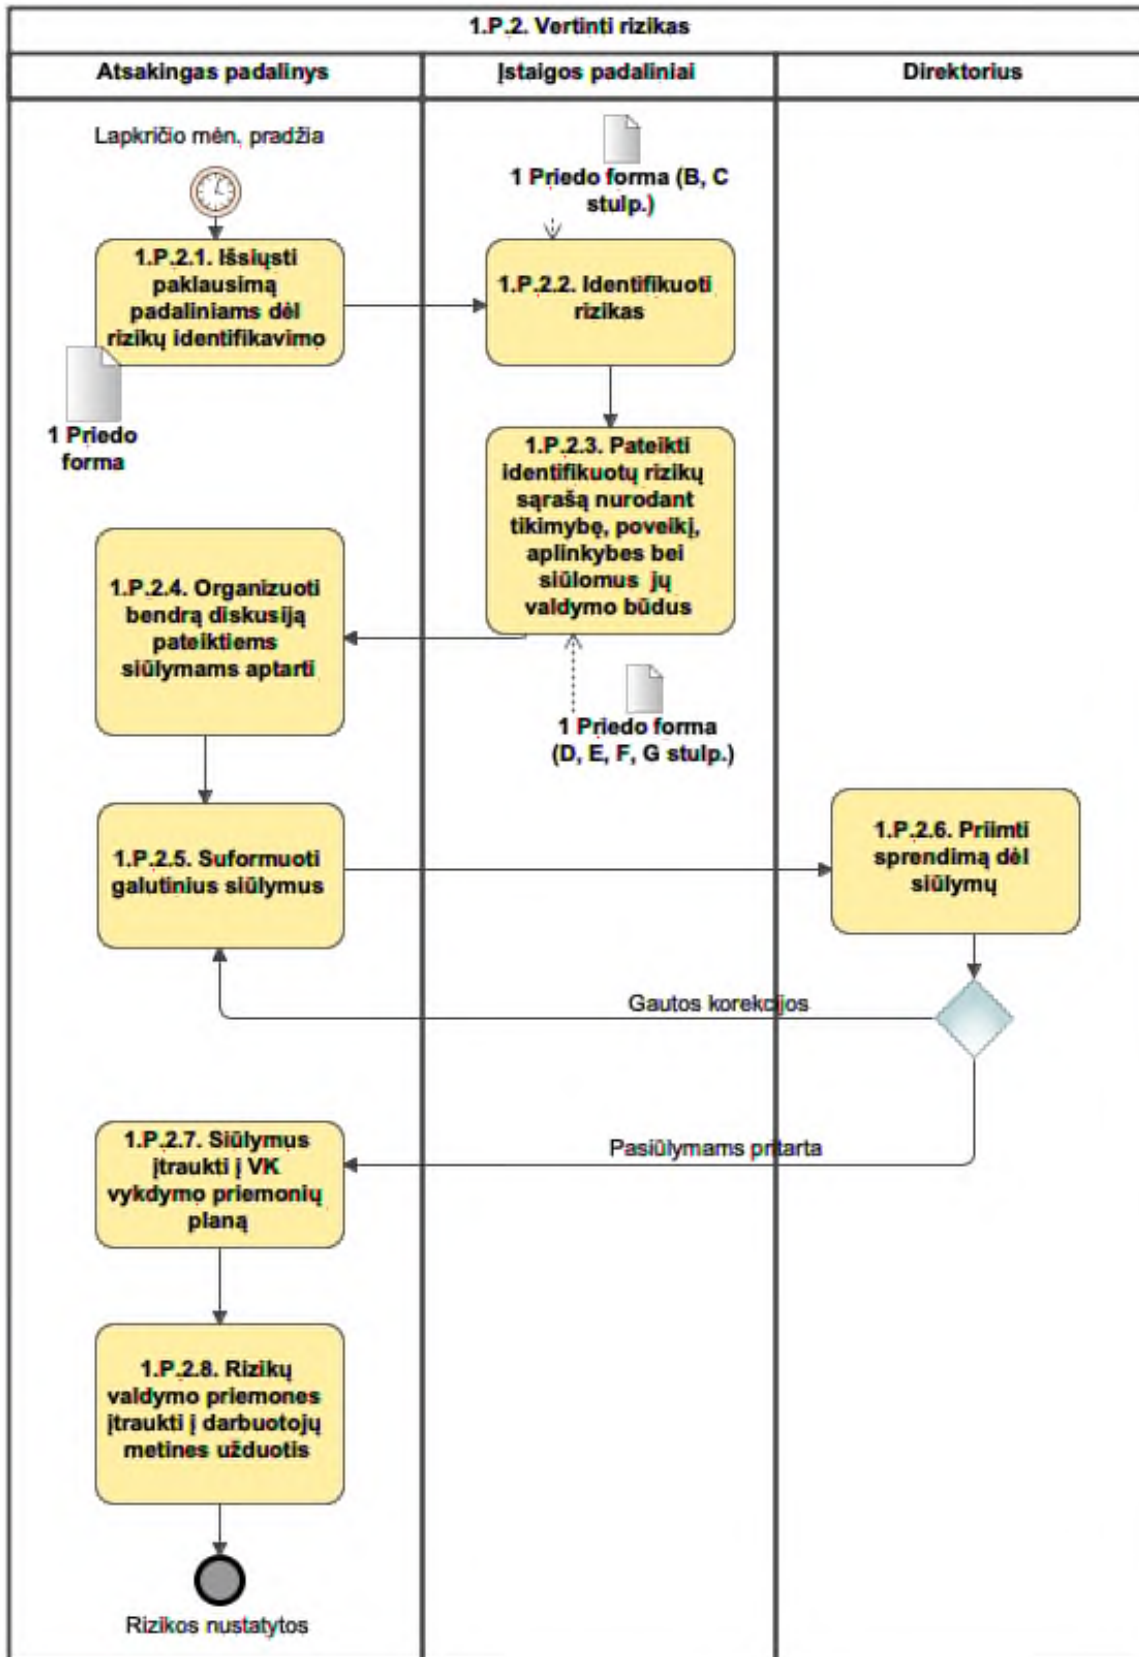 1.P.2. Vertinti rizikas
Atsakingas padalinys
Įstaigos padaliniai
Direktorius
Lapkričio mėn. pradžia
1 Priedo forma (B, C
stulp.)
1.P.2.1. Išsiųsti
paklausimą
padaliniams dėl
rizikų identifikavimo
1.P.2.2. Identifikuoti
rizikas
1 Priedo
forma
1.P.2.3. Pateikti
identifikuotų rizikų
sąrašą nurodant
tikimybę, poveikį,
aplinkybes bei
siūlomus jų
valdymo būdus
1.P.2.4. Organizuoti
bendrą diskusiją
pateiktiems
siūlymams aptarti
1 Priedo forma
(D, E, F, G stulp.)
1.P.2.5. Suformuoti
galutinius siūlymus
1.P.2.6. Priimti
sprendimą dėl
siūlymų
Gautos korekcijos
Pasiūlymams pritarta
1.P.2.7. Siūlymus
įtraukti į VK
vykdymo priemonių
planą
1.P.2.8. Rizikų
valdymo priemones
įtraukti į darbuotojų
metines užduotis
Rizikos nustatytos